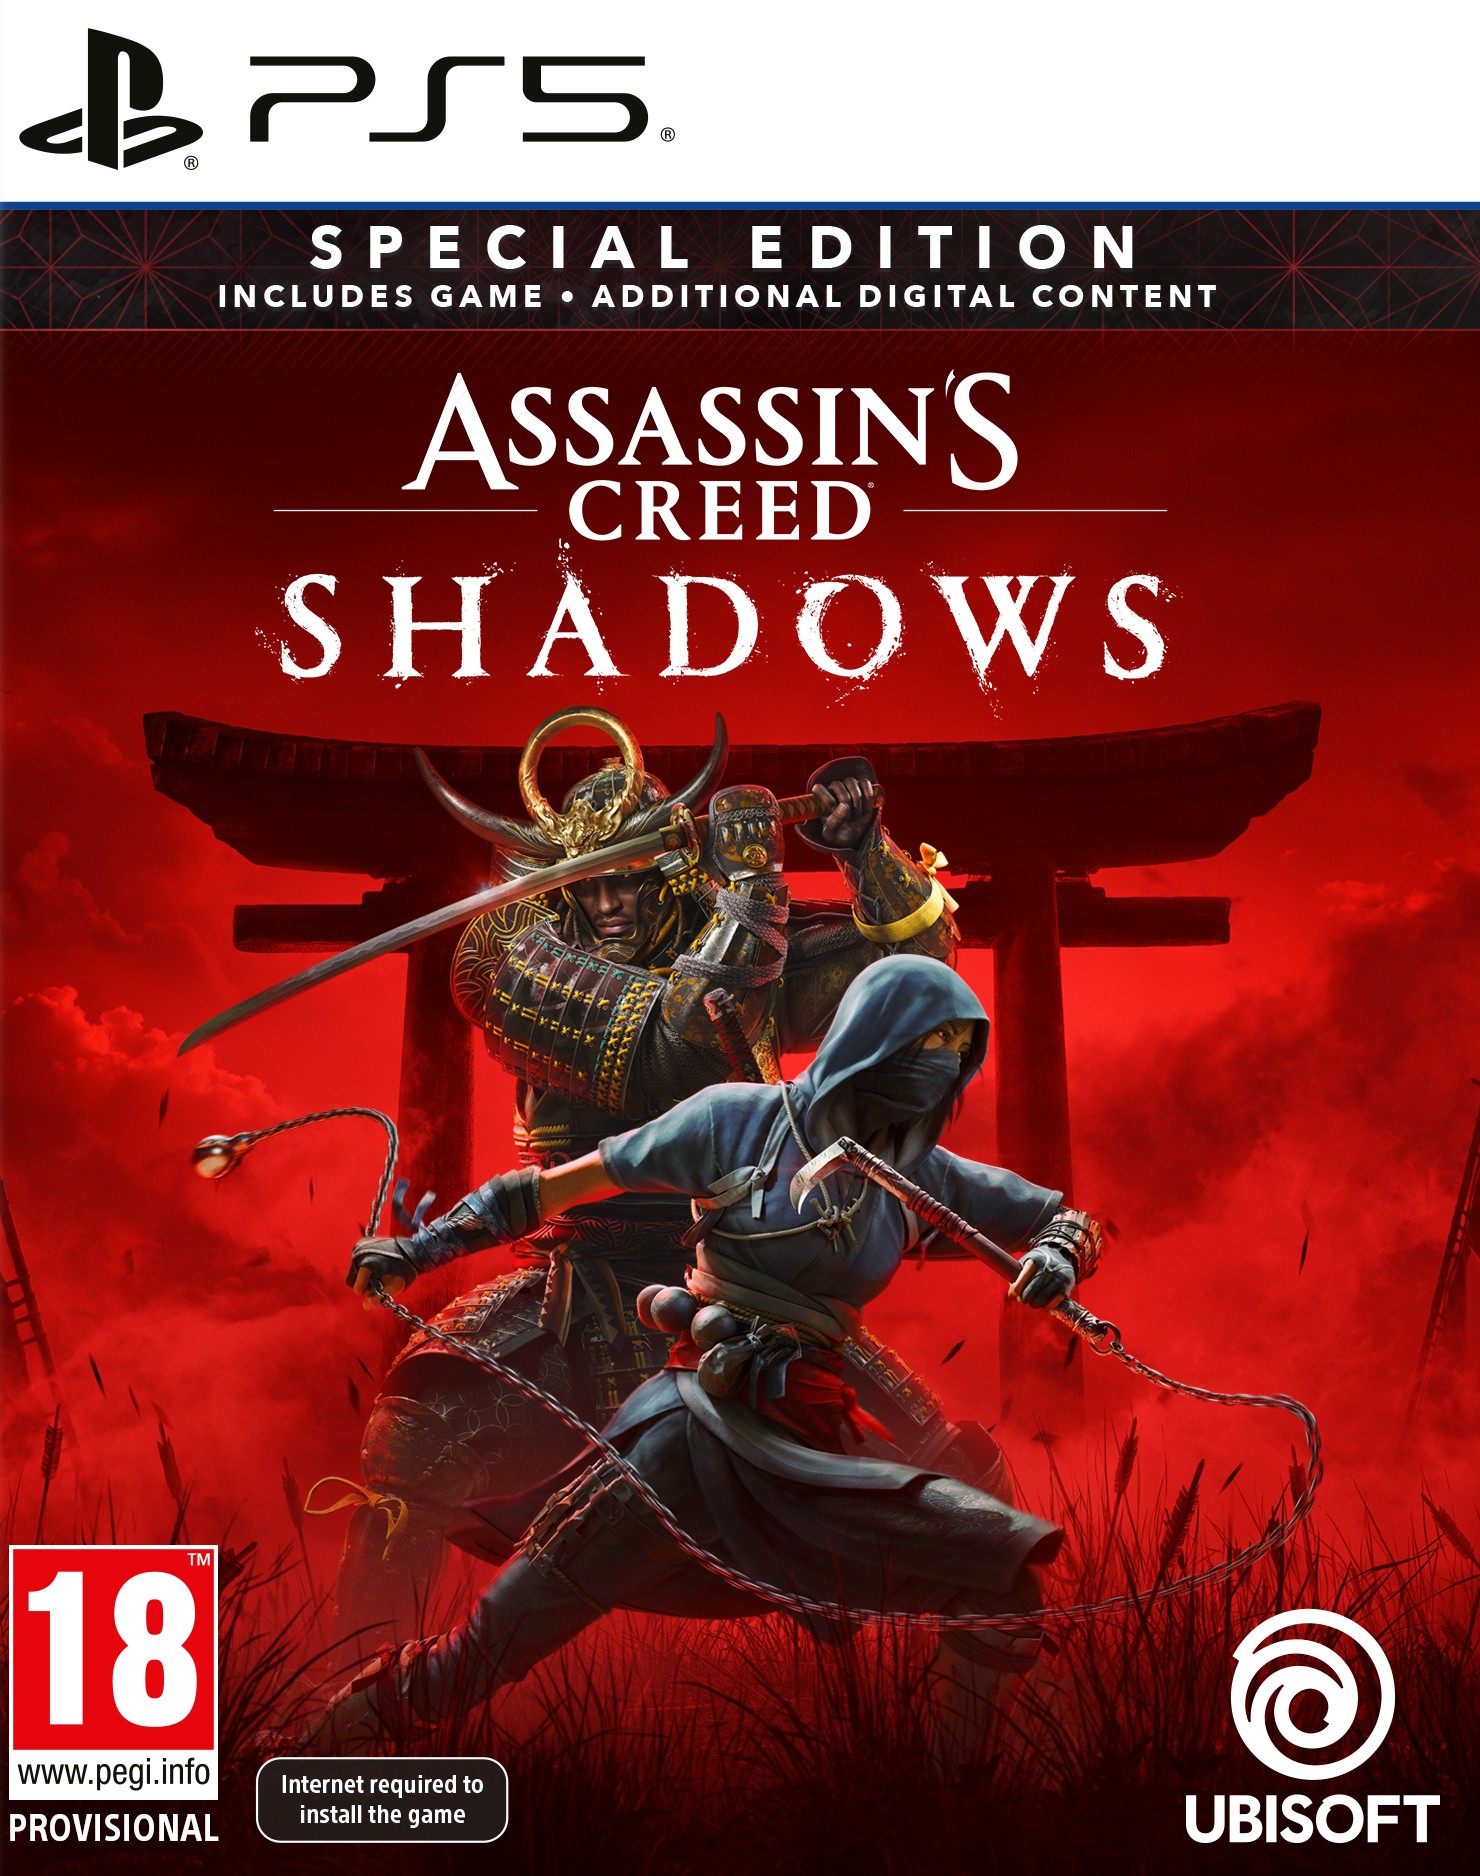 PS5®
SPECIAL EDITION
INCLUDES GAME • ADDITIONAL DIGITAL CONTENT
ASSASSIN'S
CREED®
SHADOWS
18™
www.pegi.info
PROVISIONAL
Internet required to
install the game
UBISOFT